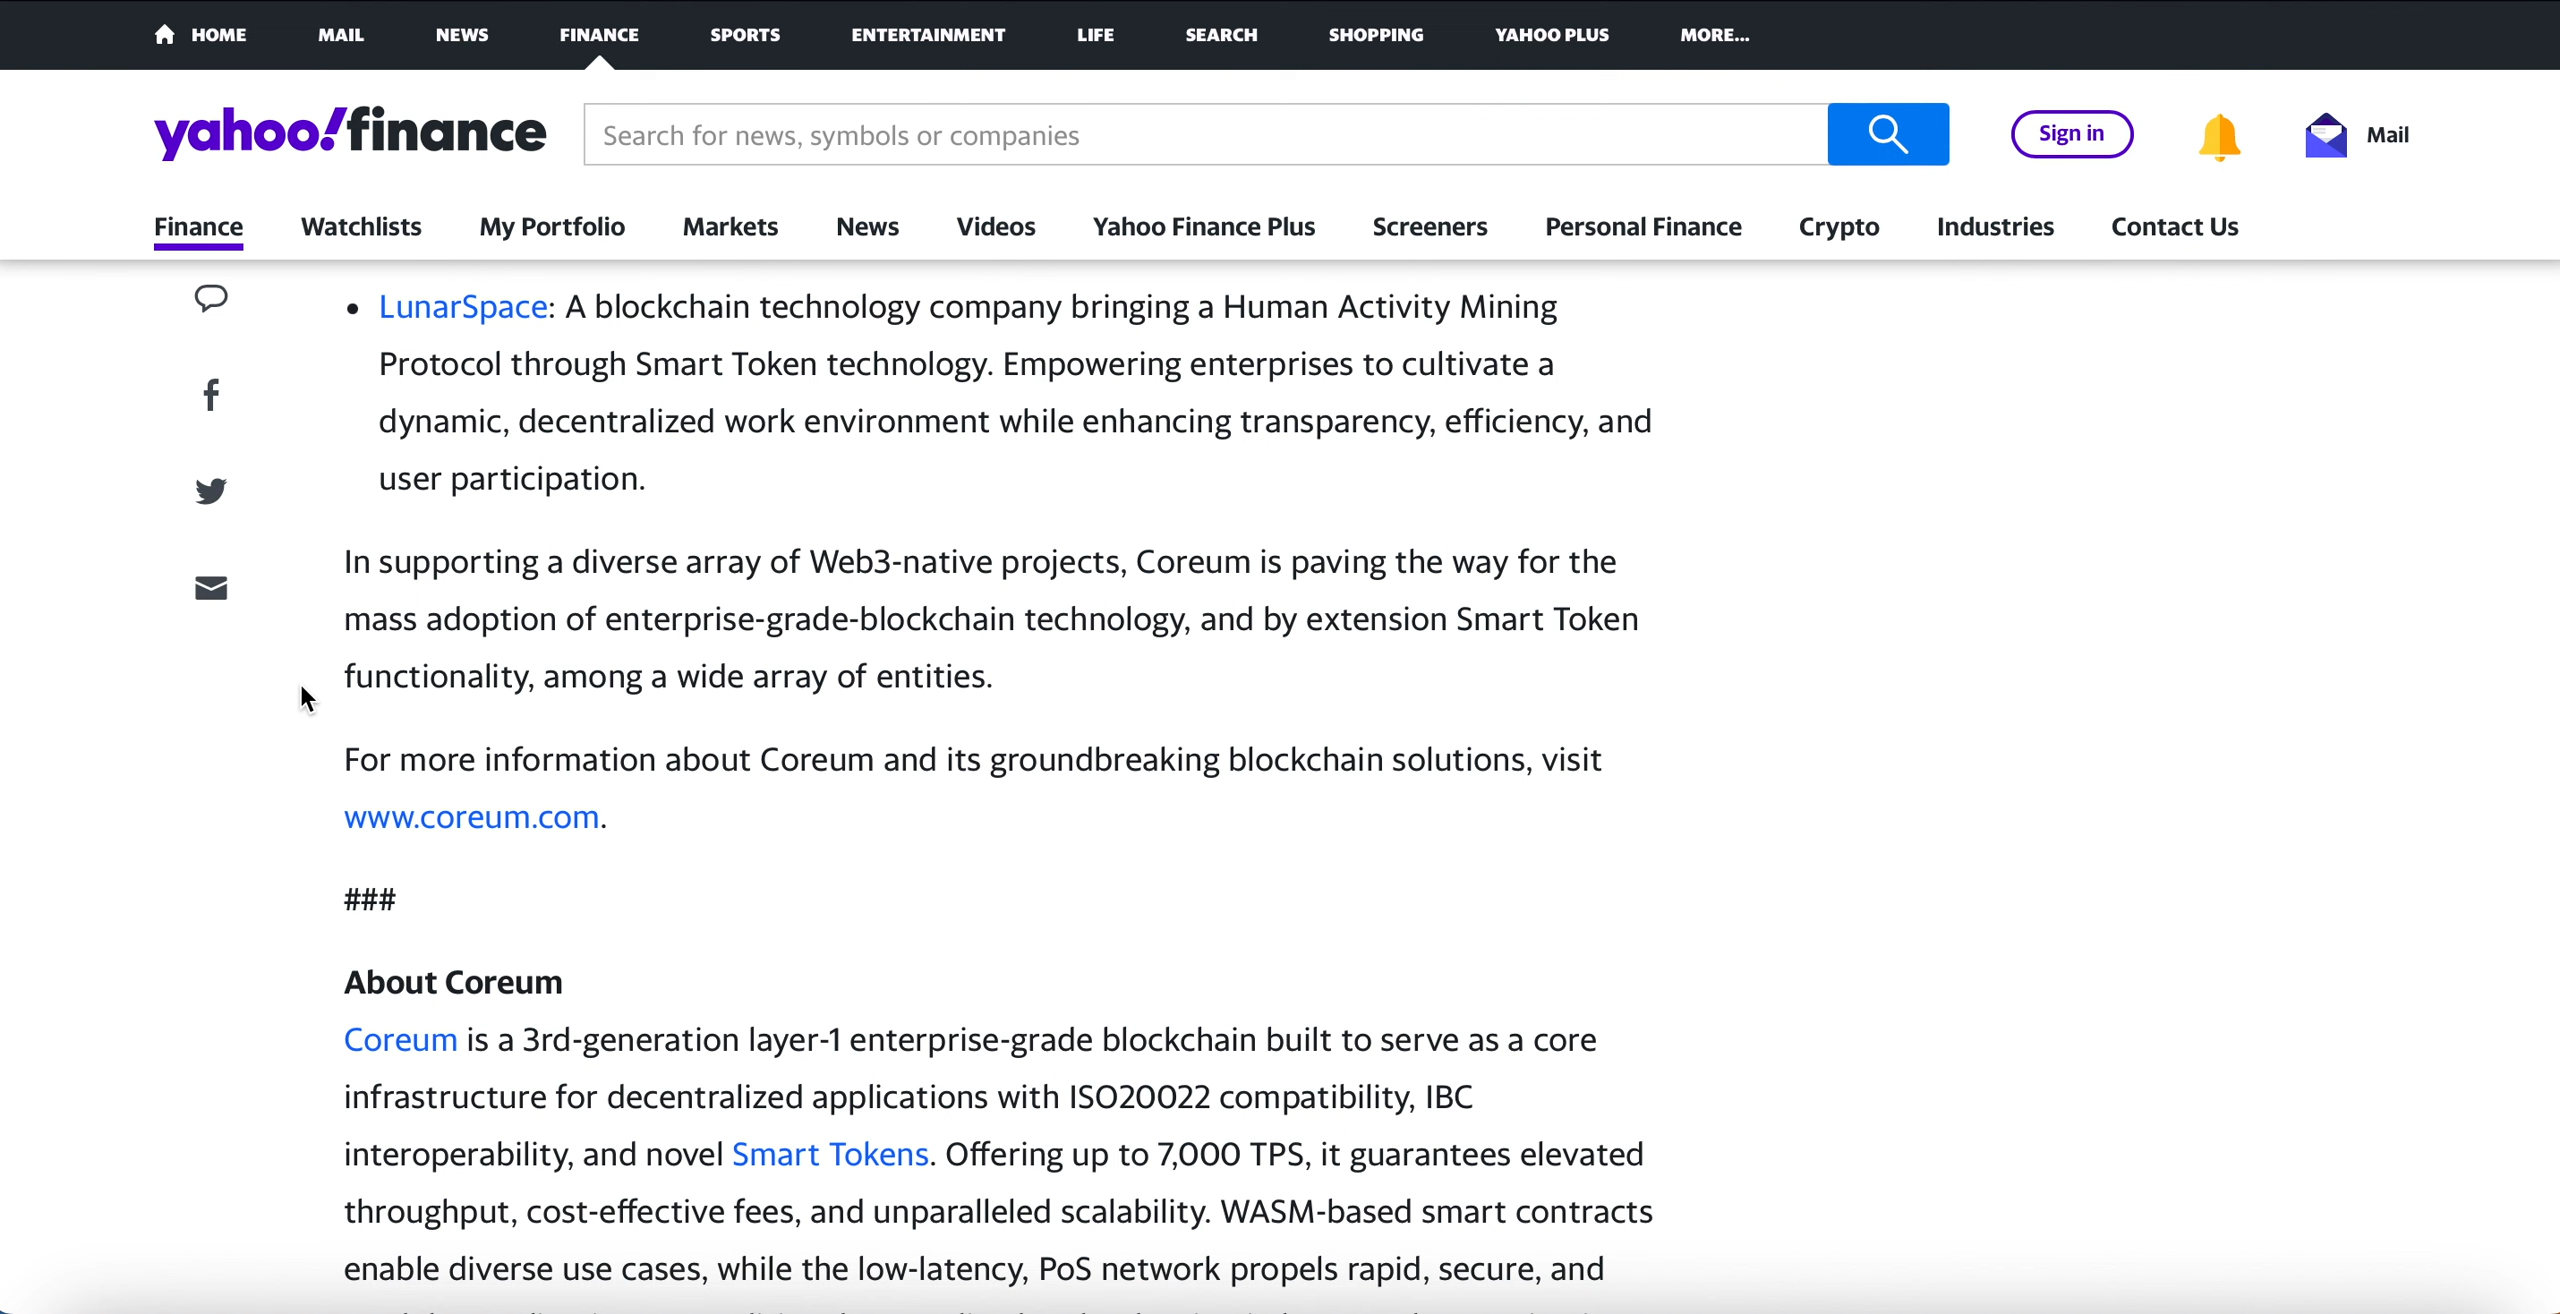 HOME MAIL NEWS FINANCE SPORTS ENTERTAINMENT LIFE SEARCH SHOPPING YAHOO PLUS MORE...
yahoo!finance Search for news, symbols or companies Sign in Mail
Finance Watchlists My Portfolio Markets News Videos Yahoo Finance Plus Screeners Personal Finance Crypto Industries Contact Us
• LunarSpace: A blockchain technology company bringing a Human Activity Mining
Protocol through Smart Token technology. Empowering enterprises to cultivate a
dynamic, decentralized work environment while enhancing transparency, efficiency, and
user participation.
In supporting a diverse array of Web3-native projects, Coreum is paving the way for the
mass adoption of enterprise-grade-blockchain technology, and by extension Smart Token
functionality, among a wide array of entities.
For more information about Coreum and its groundbreaking blockchain solutions, visit
www.coreum.com.
###
About Coreum
Coreum is a 3rd-generation layer-1 enterprise-grade blockchain built to serve as a core
infrastructure for decentralized applications with ISO20022 compatibility, IBC
interoperability, and novel Smart Tokens. Offering up to 7,000 TPS, it guarantees elevated
throughput, cost-effective fees, and unparalleled scalability. WASM-based smart contracts
enable diverse use cases, while the low-latency, PoS network propels rapid, secure, and